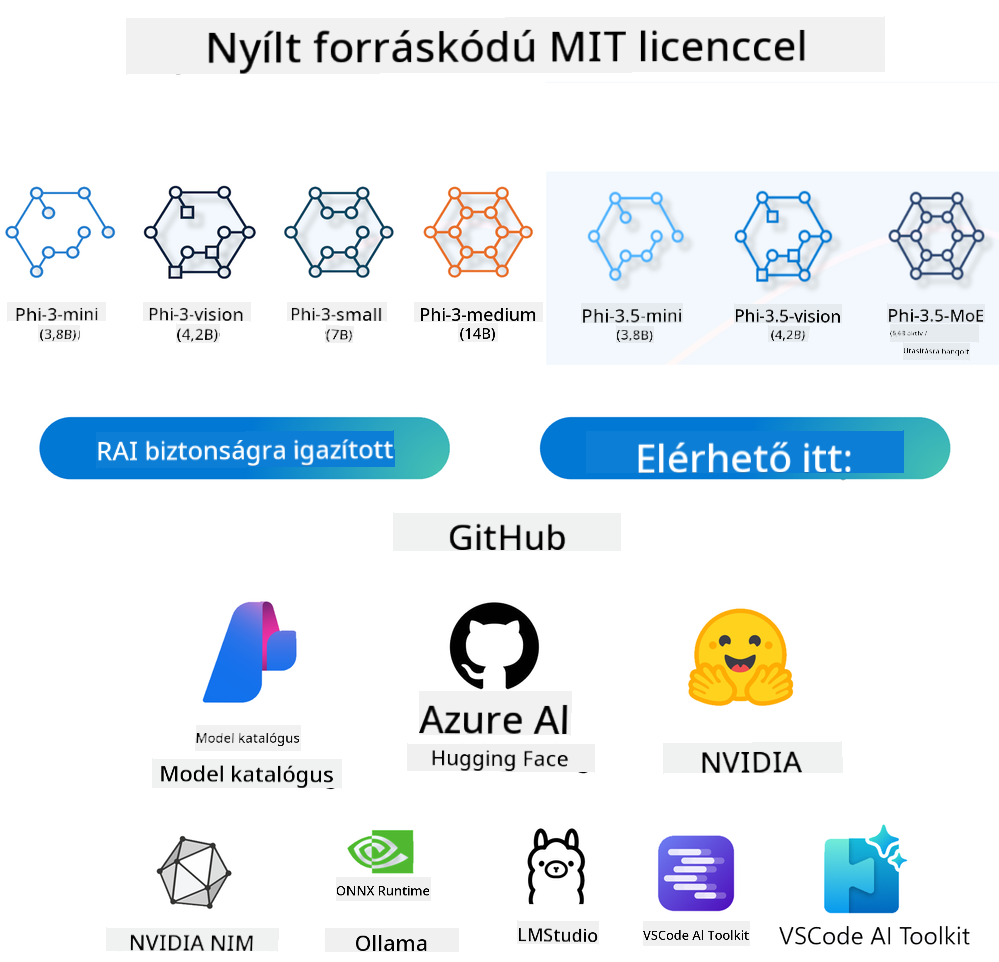 Nyílt forráskódú MIT licenccel
Phi-3-mini
(3,8B)
Phi-3-vision
(4,2B)
Phi-3-small
(7B)
Phi-3-medium
(14B)
Phi-3.5-mini
(3,8B)
Phi-3.5-vision
(4,2B)
Phi-3.5-MoE
Utasításra hangolt
RAI biztonságra igazított
Elérhető itt:
GitHub
Azure AI
Model katalógus
Hugging Face
NVIDIA
Model katalógus
ONNX Runtime
NVIDIA NIM
Ollama
LMStudio
VSCode AI Toolkit
VSCode AI Toolkit